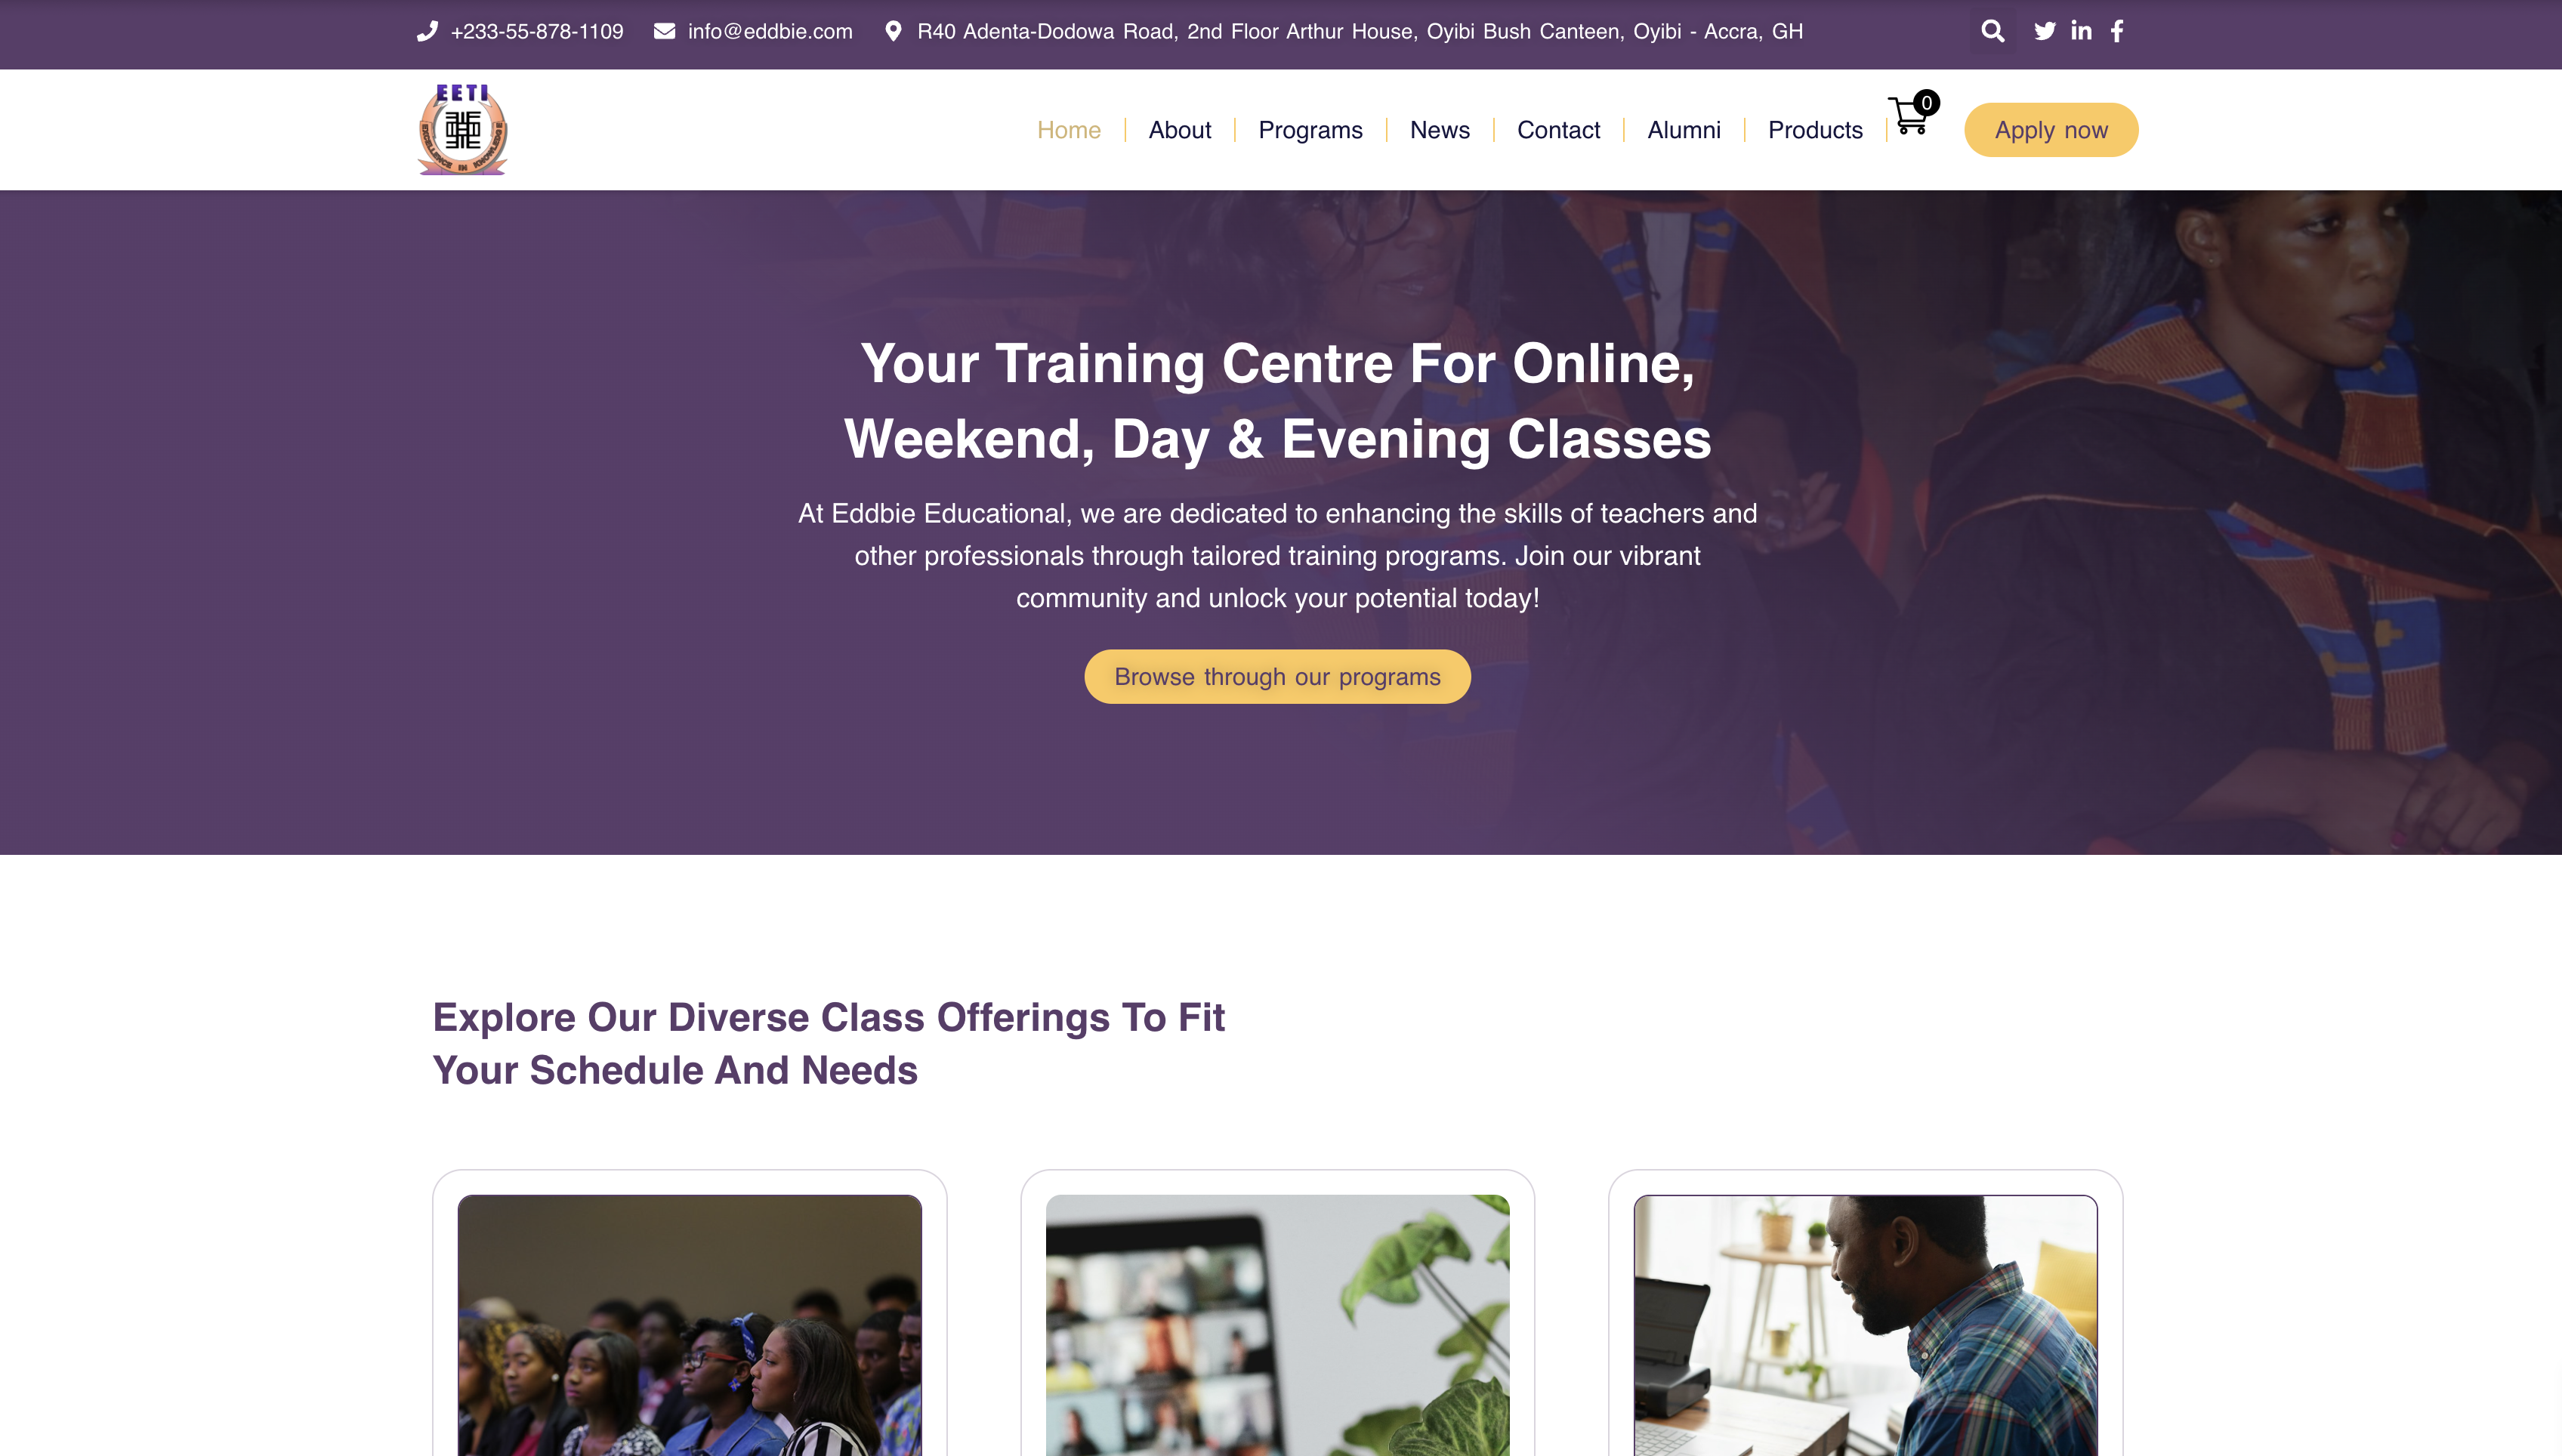 +233-55-878-1109 info@eddbie.com R40 Adenta-Dodowa Road, 2nd Floor Arthur House, Oyibi Bush Canteen, Oyibi - Accra, GH
EETI
EXCELLENCE IN KNOWLEDGE
Home About Programs News Contact Alumni Products 0 Apply now
Your Training Centre For Online,
Weekend, Day & Evening Classes
At Eddbie Educational, we are dedicated to enhancing the skills of teachers and
other professionals through tailored training programs. Join our vibrant
community and unlock your potential today!
Browse through our programs
Explore Our Diverse Class Offerings To Fit
Your Schedule And Needs